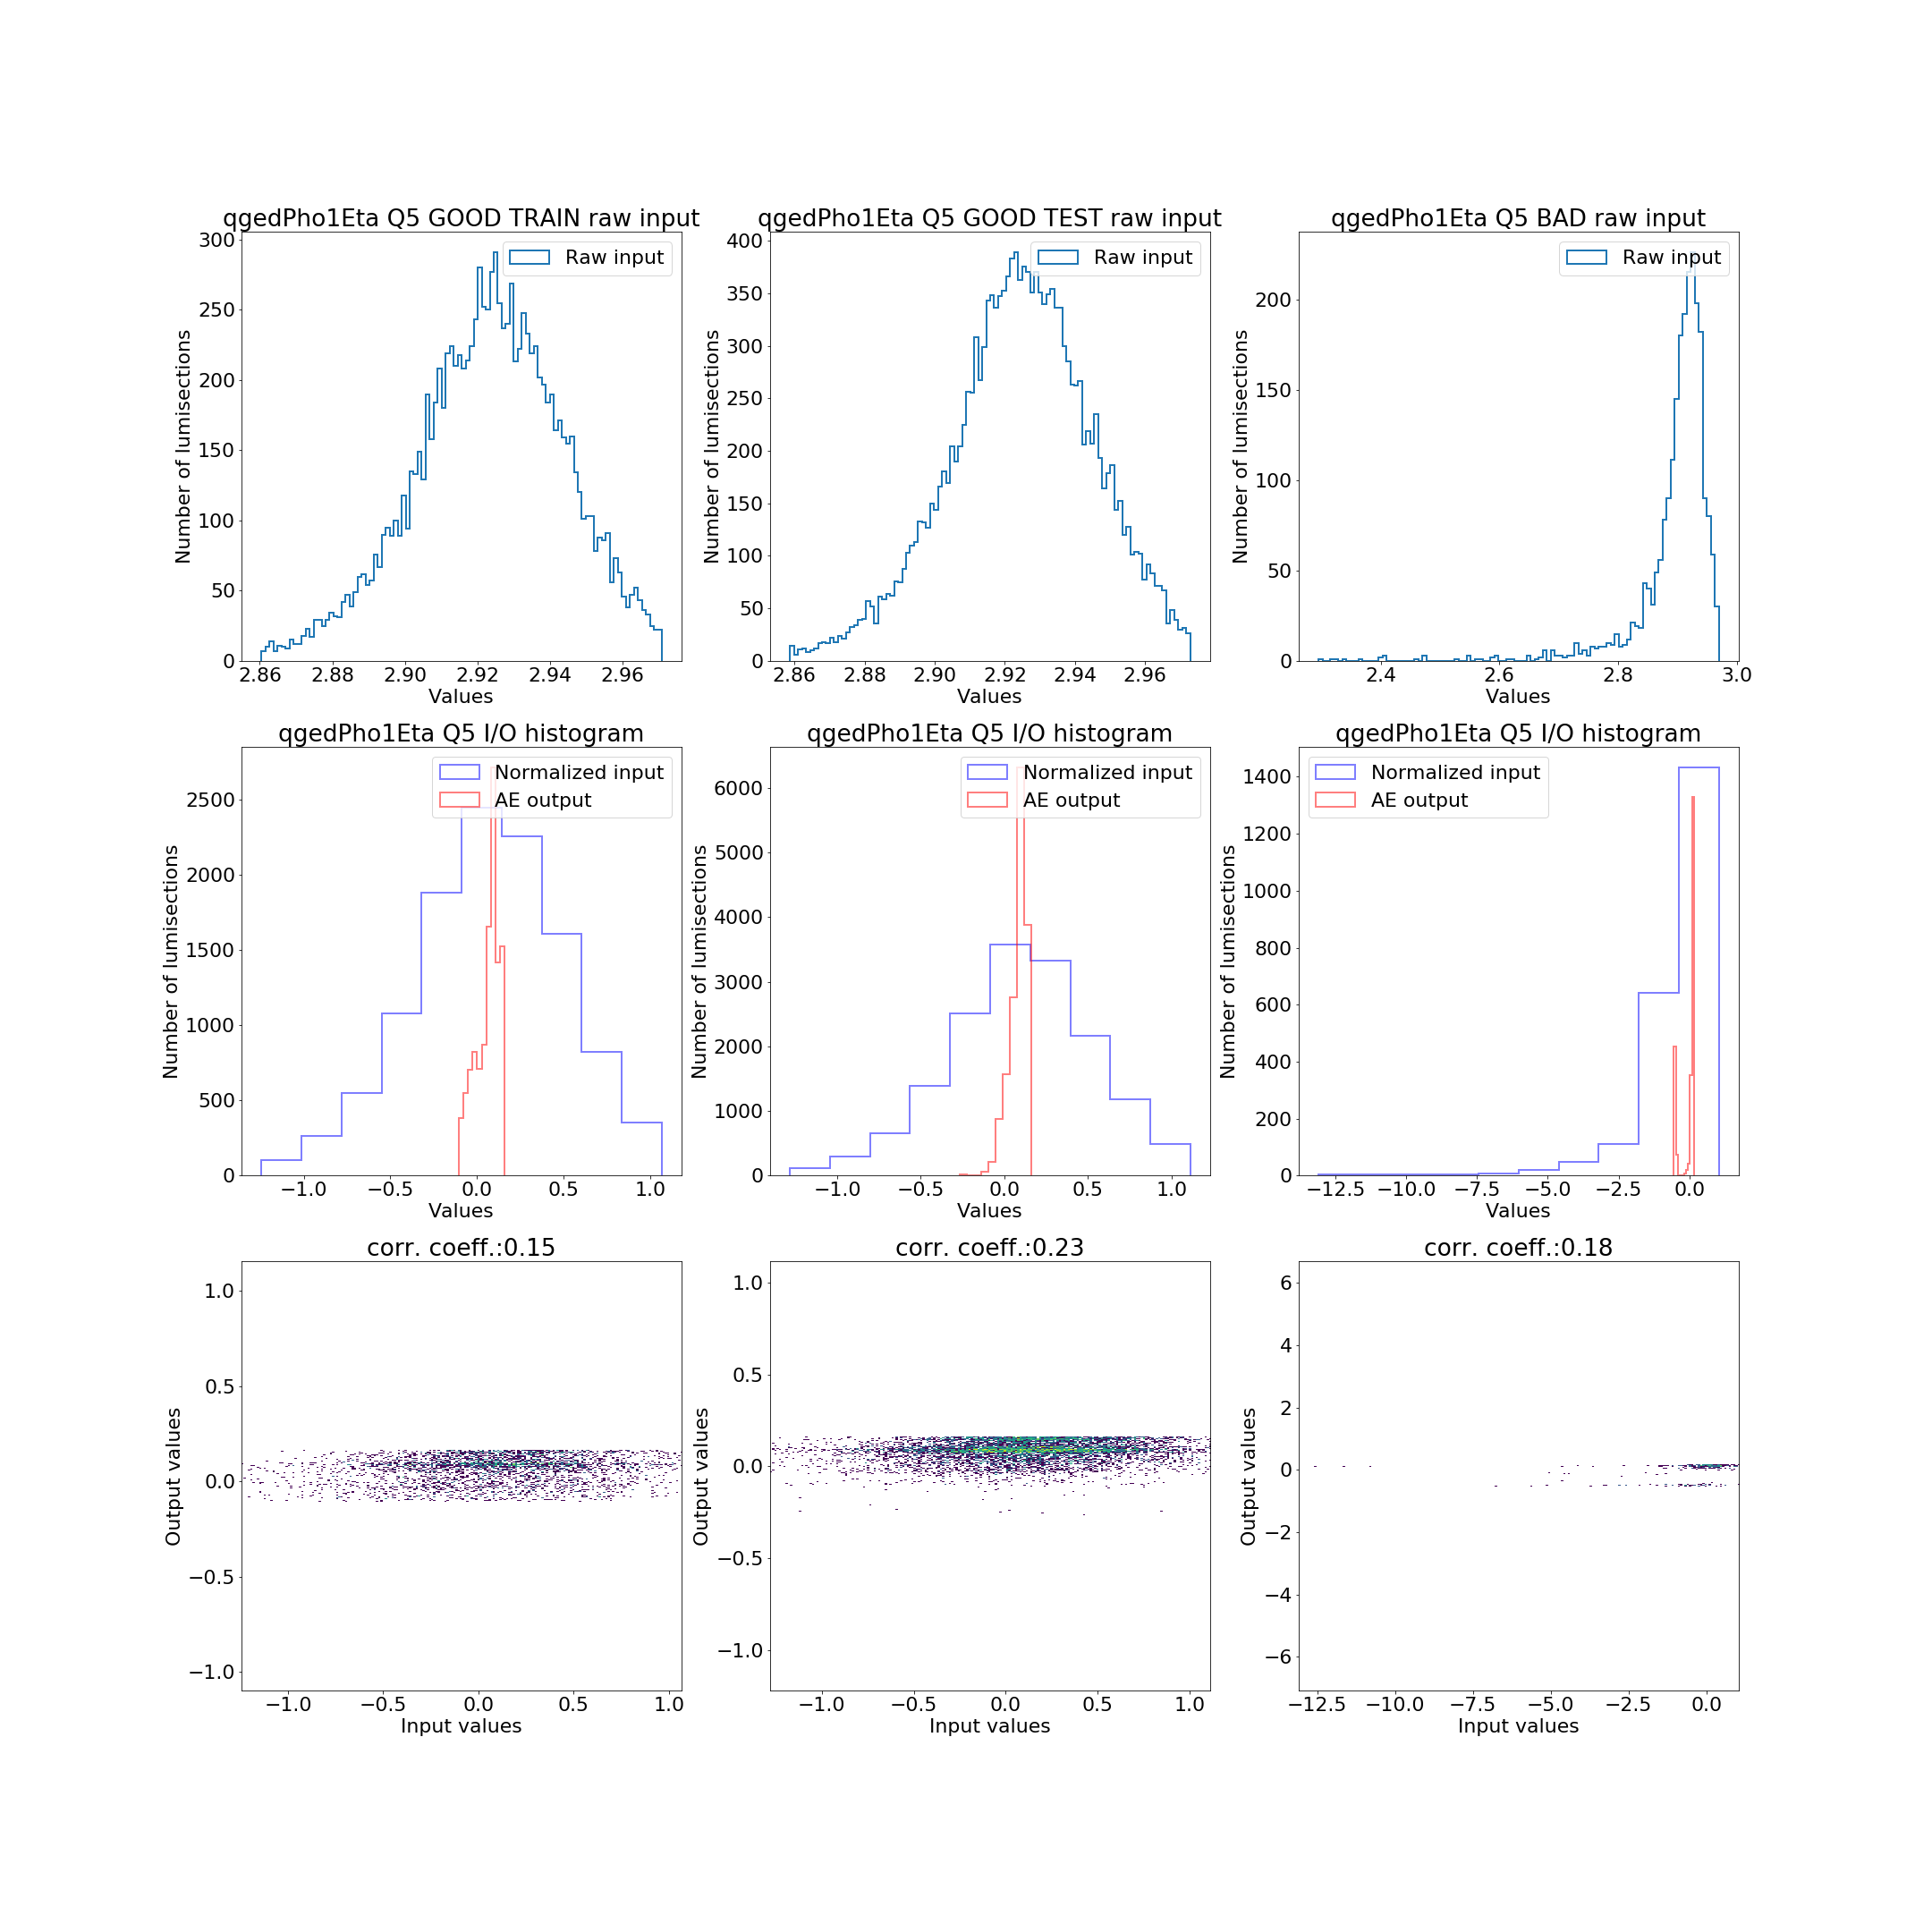 qgedPho1Eta Q5 GOOD TRAIN raw input
300
250
200
150
100
50
0
Number of lumisections
Raw input
2.86 2.88 2.90 2.92 2.94 2.96
Values
qgedPho1Eta Q5 GOOD TEST raw input
400
350
300
250
200
150
100
50
0
Number of lumisections
Raw input
2.86 2.88 2.90 2.92 2.94 2.96
Values
qgedPho1Eta Q5 BAD raw input
200
150
100
50
0
Number of lumisections
Raw input
2.4 2.6 2.8 3.0
Values
qgedPho1Eta Q5 I/O histogram
2500
2000
1500
1000
500
0
Number of lumisections
Normalized input
AE output
−1.0 −0.5 0.0 0.5 1.0
Values
qgedPho1Eta Q5 I/O histogram
6000
5000
4000
3000
2000
1000
0
Number of lumisections
Normalized input
AE output
−1.0 −0.5 0.0 0.5 1.0
Values
qgedPho1Eta Q5 I/O histogram
1400
1200
1000
800
600
400
200
0
Number of lumisections
Normalized input
AE output
−12.5 −10.0 −7.5 −5.0 −2.5 0.0
Values
corr. coeff.:0.15
1.0
0.5
0.0
−0.5
−1.0
Output values
−1.0 −0.5 0.0 0.5 1.0
Input values
corr. coeff.:0.23
1.0
0.5
0.0
−0.5
−1.0
Output values
−1.0 −0.5 0.0 0.5 1.0
Input values
corr. coeff.:0.18
6
4
2
0
−2
−4
−6
Output values
−12.5 −10.0 −7.5 −5.0 −2.5 0.0
Input values